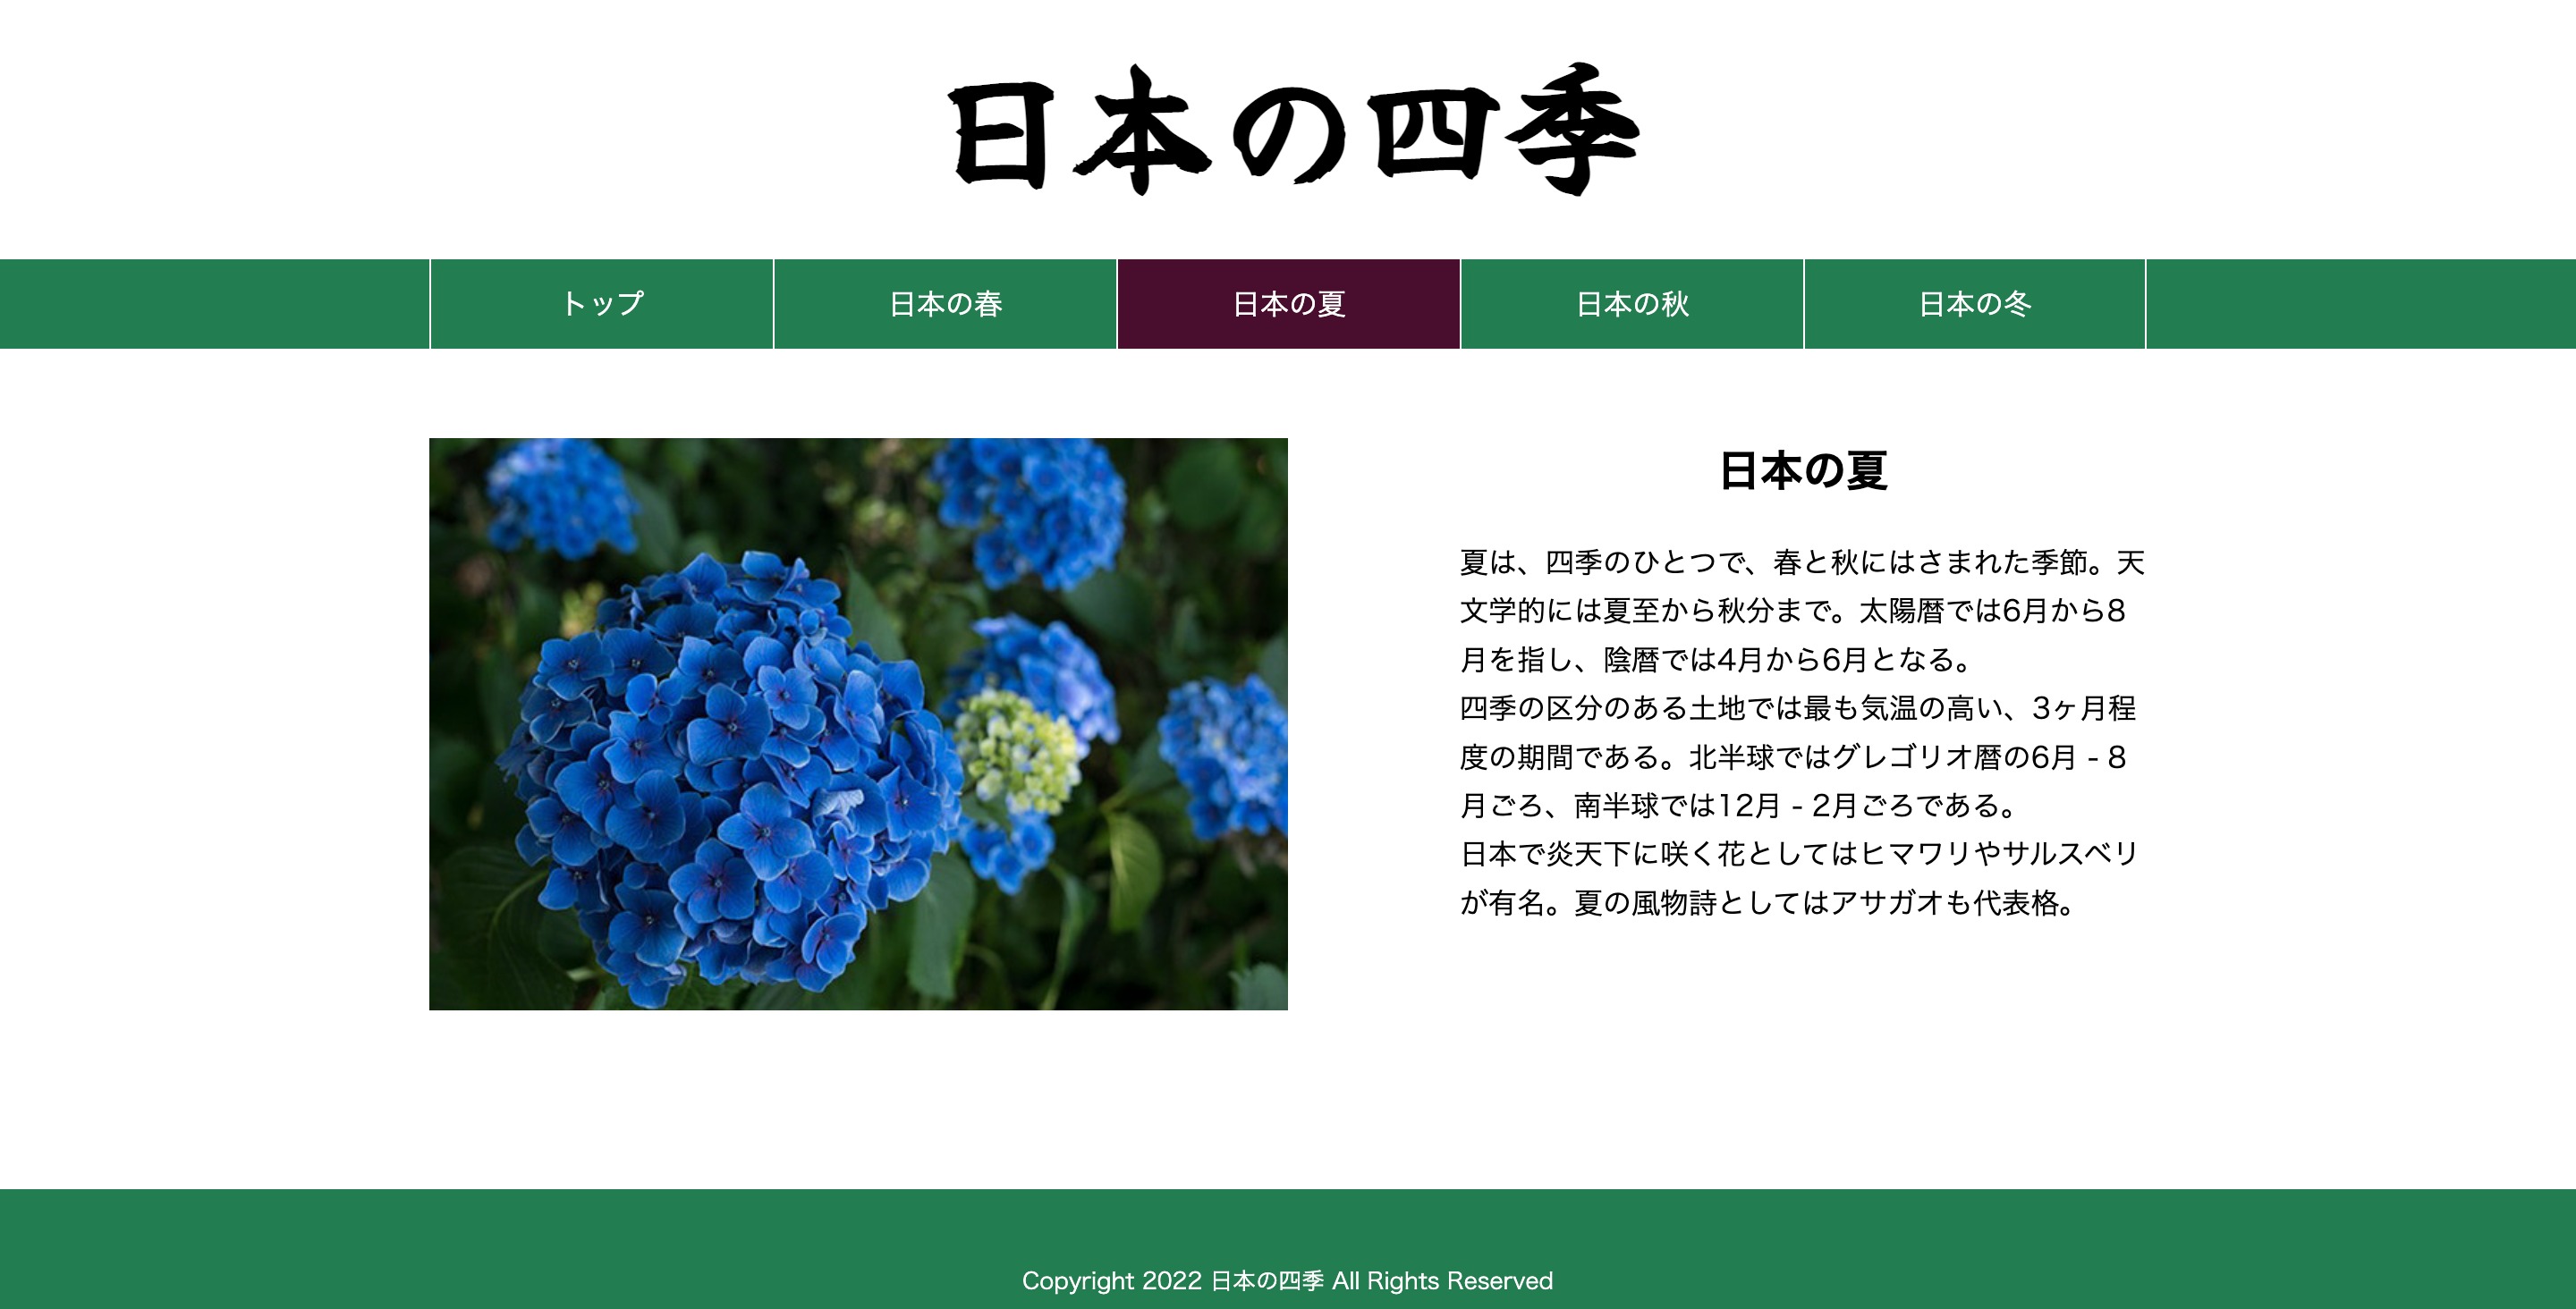 日本の四季
トップ
日本の春
日本の夏
日本の秋
日本の冬
日本の夏
夏は、四季のひとつで、春と秋にはさまれた季節。天
文学的には夏至から秋分まで。太陽暦では6月から8
月を指し、陰暦では4月から6月となる。
四季の区分のある土地では最も気温の高い、3ヶ月程
度の期間である。北半球ではグレゴリオ暦の6月 - 8
月ごろ、南半球では12月 - 2月ごろである。
日本で炎天下に咲く花としてはヒマワリやサルスベリ
が有名。夏の風物詩としてはアサガオも代表格。
Copyright 2022 日本の四季 All Rights Reserved